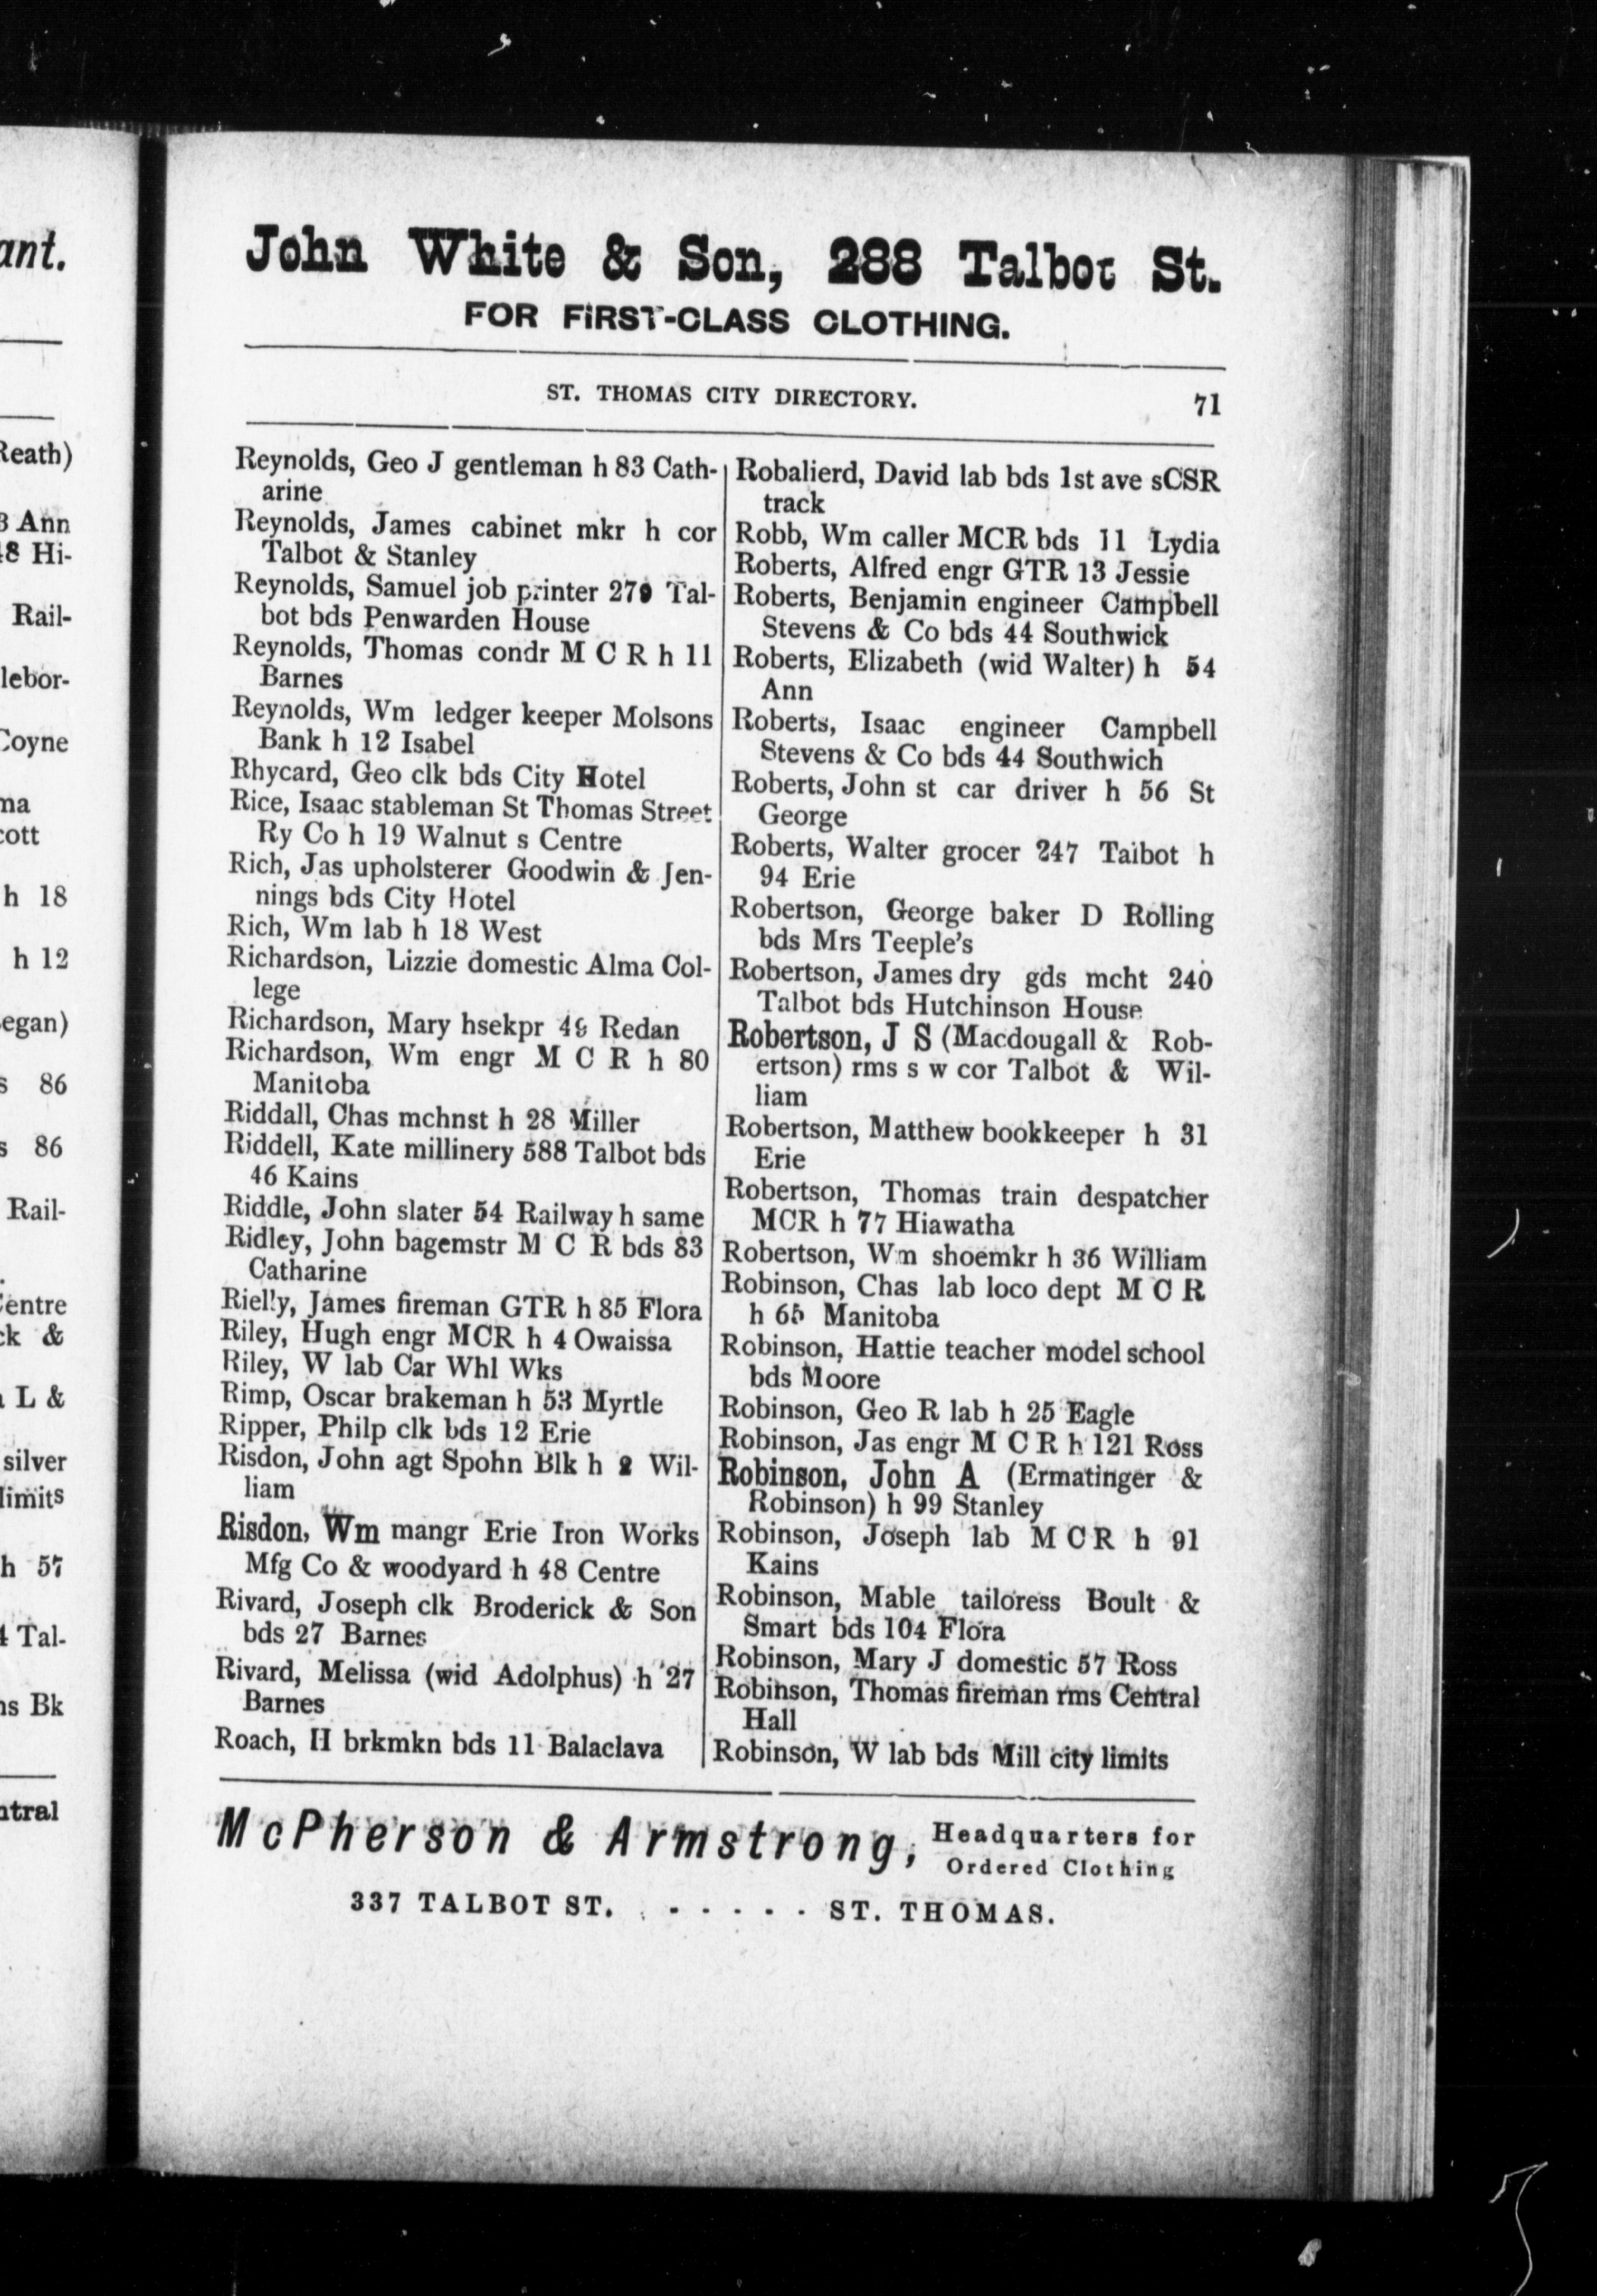 John White & Son, 288 Talbot St.
FOR FIRST-CLASS CLOTHING.
ST. THOMAS CITY DIRECTORY. 71
Reynolds, Geo J gentleman h 83 Cath-
arine
Reynolds, James cabinet mkr h cor
Talbot & Stanley
Reynolds, Samuel job printer 279 Tal-
bot bds Penwarden House
Reynolds, Thomas condr M C R h 11
Barnes
Reynolds, Wm ledger keeper Molsons
Bank h 12 Isabel
Rhycard, Geo clk bds City Hotel
Rice, Isaac stableman St Thomas Street
Ry Co h 19 Walnut s Centre
Rich, Jas upholsterer Goodwin & Jen-
nings bds City Hotel
Rich, Wm lab h 18 West
Richardson, Lizzie domestic Alma Col-
lege
Richardson, Mary hsekpr Redan
Richardson, Wm engr M C R h 80
Manitoba
Riddall, Chas mchnst h 28 Miller
Riddell, Kate millinery 588 Talbot bds
46 Kains
Riddle, John slater 54 Railway h same
Ridley, John bagemstr M C R bds 83
Catharine
Rielly, James fireman GTR h 85 Flora
Riley, Hugh engr MCR h 4 Owaissa
Riley, W lab Car Whl Wks
Rimp, Oscar brakeman h 53 Myrtle
Ripper, Philp clk bds 12 Erie
Risdon, John agt Spohn Blk h 2 Wil-
liam
Risdon, Wm mangr Erie Iron Works
Mfg Co & woodyard h 48 Centre
Rivard, Joseph clk Broderick & Son
bds 27 Barnes
Rivard, Melissa (wid Adolphus) h 27
Barnes
Roach, H brkmkn bds 11 Balaclava
Robalierd, David lab bds 1st ave sCSR
track
Robb, Wm caller MCR bds 11 Lydia
Roberts, Alfred engr GTR 13 Jessie
Roberts, Benjamin engineer Campbell
Stevens & Co bds 44 Southwick
Roberts, Elizabeth (wid Walter) h 54
Ann
Roberts, Isaac engineer Campbell
Stevens & Co bds 44 Southwich
Roberts, John st car driver h 56 St
George
Roberts, Walter grocer 247 Talbot h
94 Erie
Robertson, George baker D Rolling
bds Mrs Teeple's
Robertson, James dry gds mcht 240
Talbot bds Hutchinson House
Robertson, J S (Macdougall & Rob-
ertson) rms s w cor Talbot & Wil-
liam
Robertson, Matthew bookkeeper h 31
Erie
Robertson, Thomas train despatcher
MCR h 77 Hiawatha
Robertson, Wm shoemkr h 36 William
Robinson, Chas lab loco dept M C R
h 65 Manitoba
Robinson, Hattie teacher model school
bds Moore
Robinson, Geo R lab h 25 Eagle
Robinson, Jas engr M C R h 121 Ross
Robinson, John A (Ermatinger &
Robinson) h 99 Stanley
Robinson, Joseph lab M C R h 91
Kains
Robinson, Mable tailoress Boult &
Smart bds 104 Flora
Robinson, Mary J domestic 57 Ross
Robinson, Thomas fireman rms Central
Hall
Robinson, W lab bds Mill city limits
McPherson & Armstrong, Headquarters for
Ordered Clothing
337 TALBOT ST. . - - - - - ST. THOMAS.